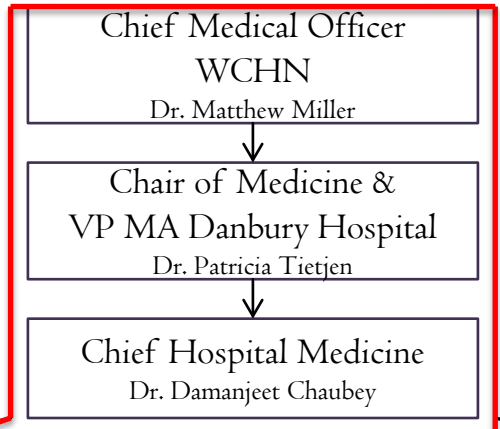 Chief Medical Officer
WCHN
Dr. Matthew Miller
Chair of Medicine &
VP MA Danbury Hospital
Dr. Patricia Tietjen
Chief Hospital Medicine
Dr. Damanjeet Chaubey